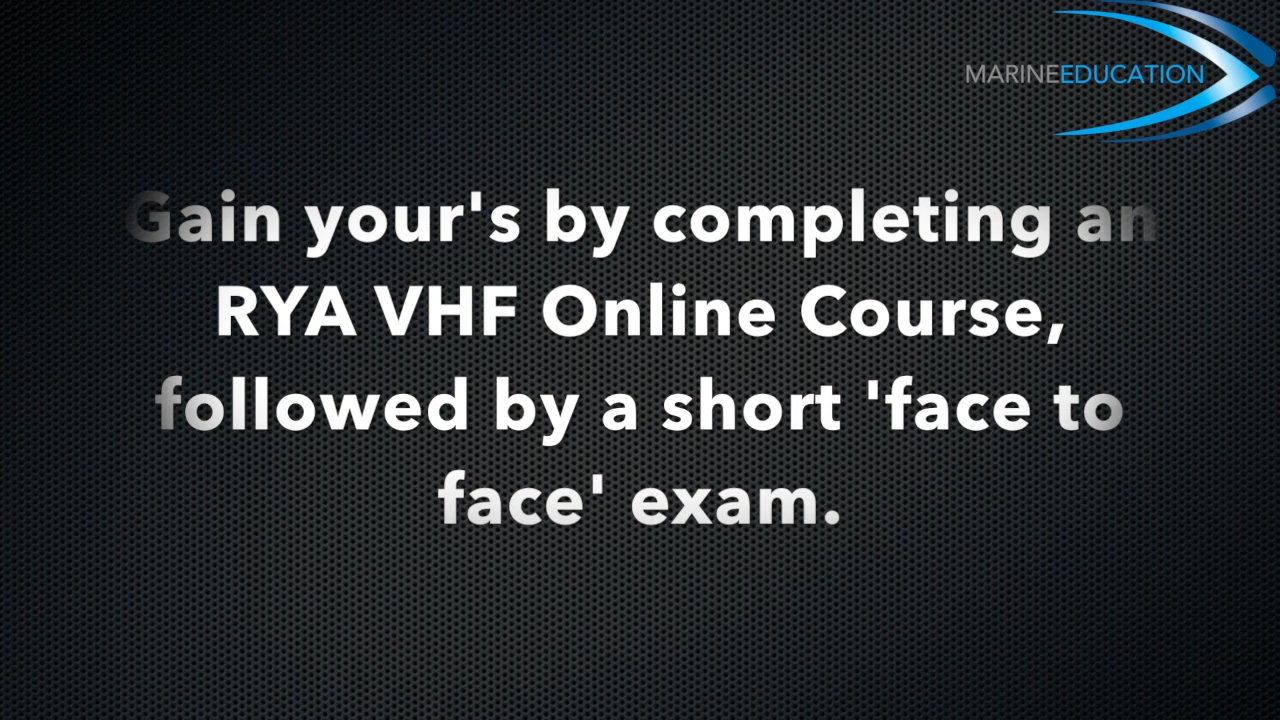 MARINEEDUCATION
Gain your's by completing an
RYA VHF Online Course,
followed by a short 'face to
face' exam.